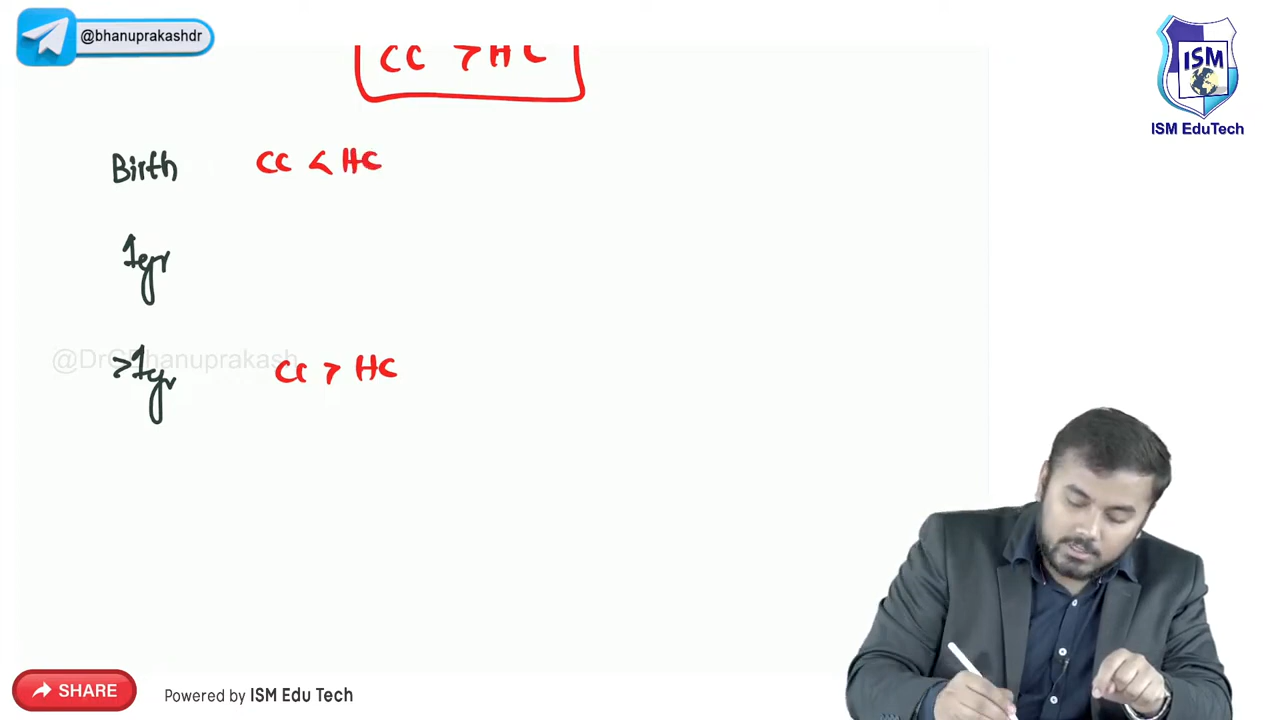 @bhanuprakashdr
ISM
ISM EduTech
CC > HC
Birth CC < HC
1yr
>1yr CC > HC
SHARE
Powered by ISM Edu Tech